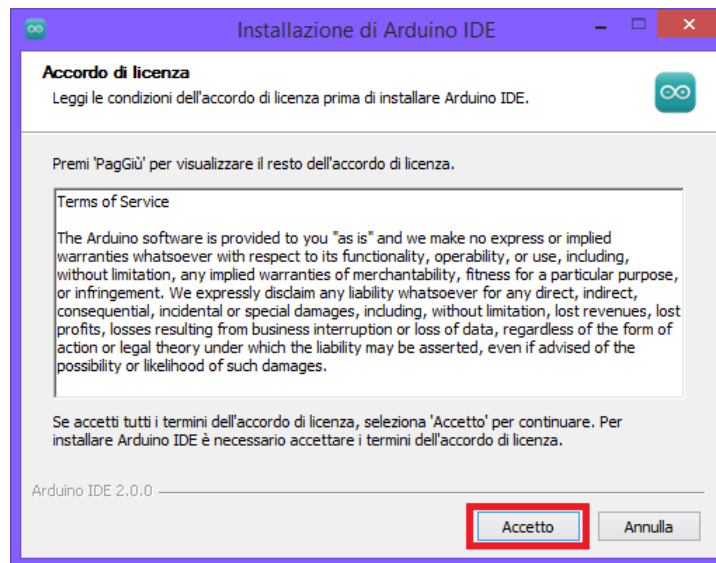 Installazione di Arduino IDE
Accordo di licenza
Leggi le condizioni dell'accordo di licenza prima di installare Arduino IDE.
Premi 'PagGiù' per visualizzare il resto dell'accordo di licenza.
Terms of Service
The Arduino software is provided to you "as is" and we make no express or implied
warranties whatsoever with respect to its functionality, operability, or use, including,
without limitation, any implied warranties of merchantability, fitness for a particular purpose,
or infringement. We expressly disclaim any liability whatsoever for any direct, indirect,
consequential, incidental or special damages, including, without limitation, lost revenues, lost
profits, losses resulting from business interruption or loss of data, regardless of the form of
action or legal theory under which the liability may be asserted, even if advised of the
possibility or likelihood of such damages.
Se accetti tutti i termini dell'accordo di licenza, seleziona 'Accetto' per continuare. Per
installare Arduino IDE è necessario accettare i termini dell'accordo di licenza.
Arduino IDE 2.0.0
Accetto Annulla